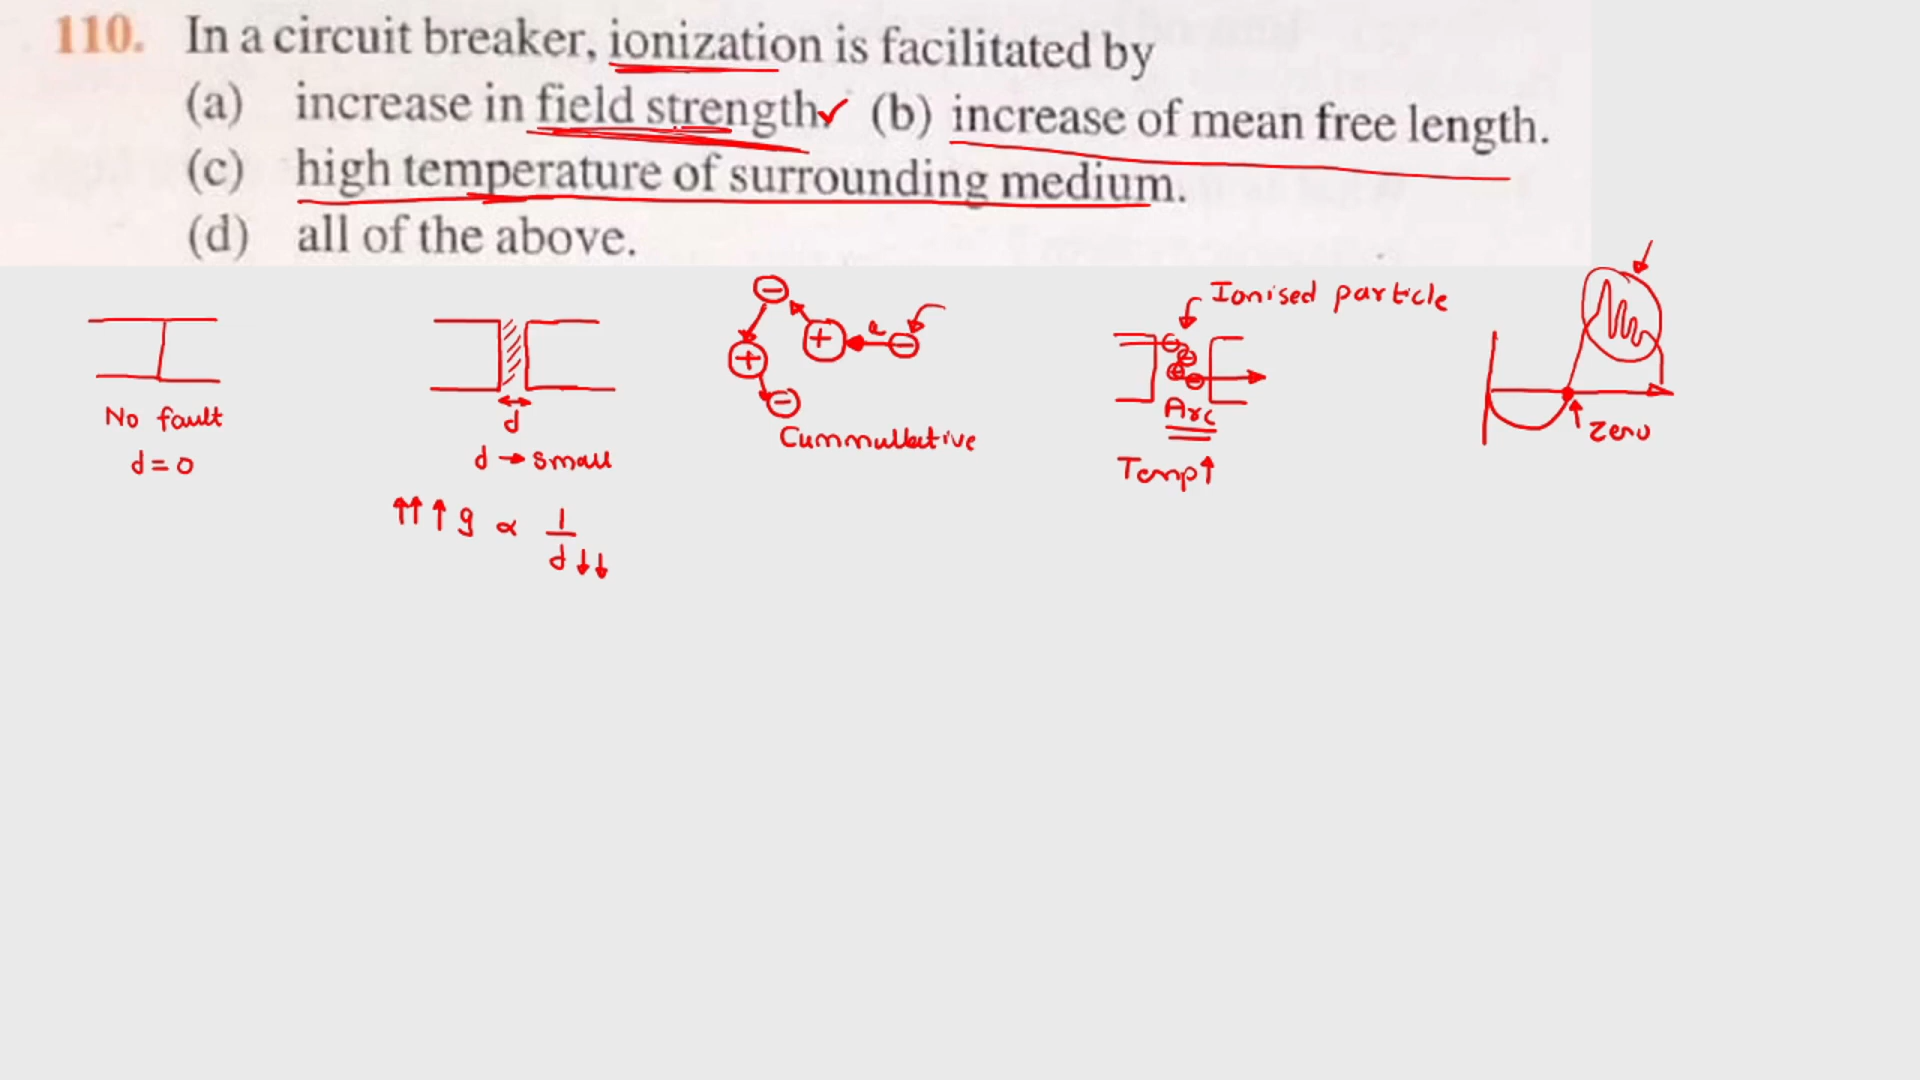 110. In a circuit breaker, ionization is facilitated by
(a) increase in field strength. (b) increase of mean free length.
(c) high temperature of surrounding medium.
(d) all of the above.
Ionised particle
No fault
d = 0
d
d → small
↑↑↑ g ∝ 1/d ↓↓
e
Cummullative
Arc
Temp↑
Zero